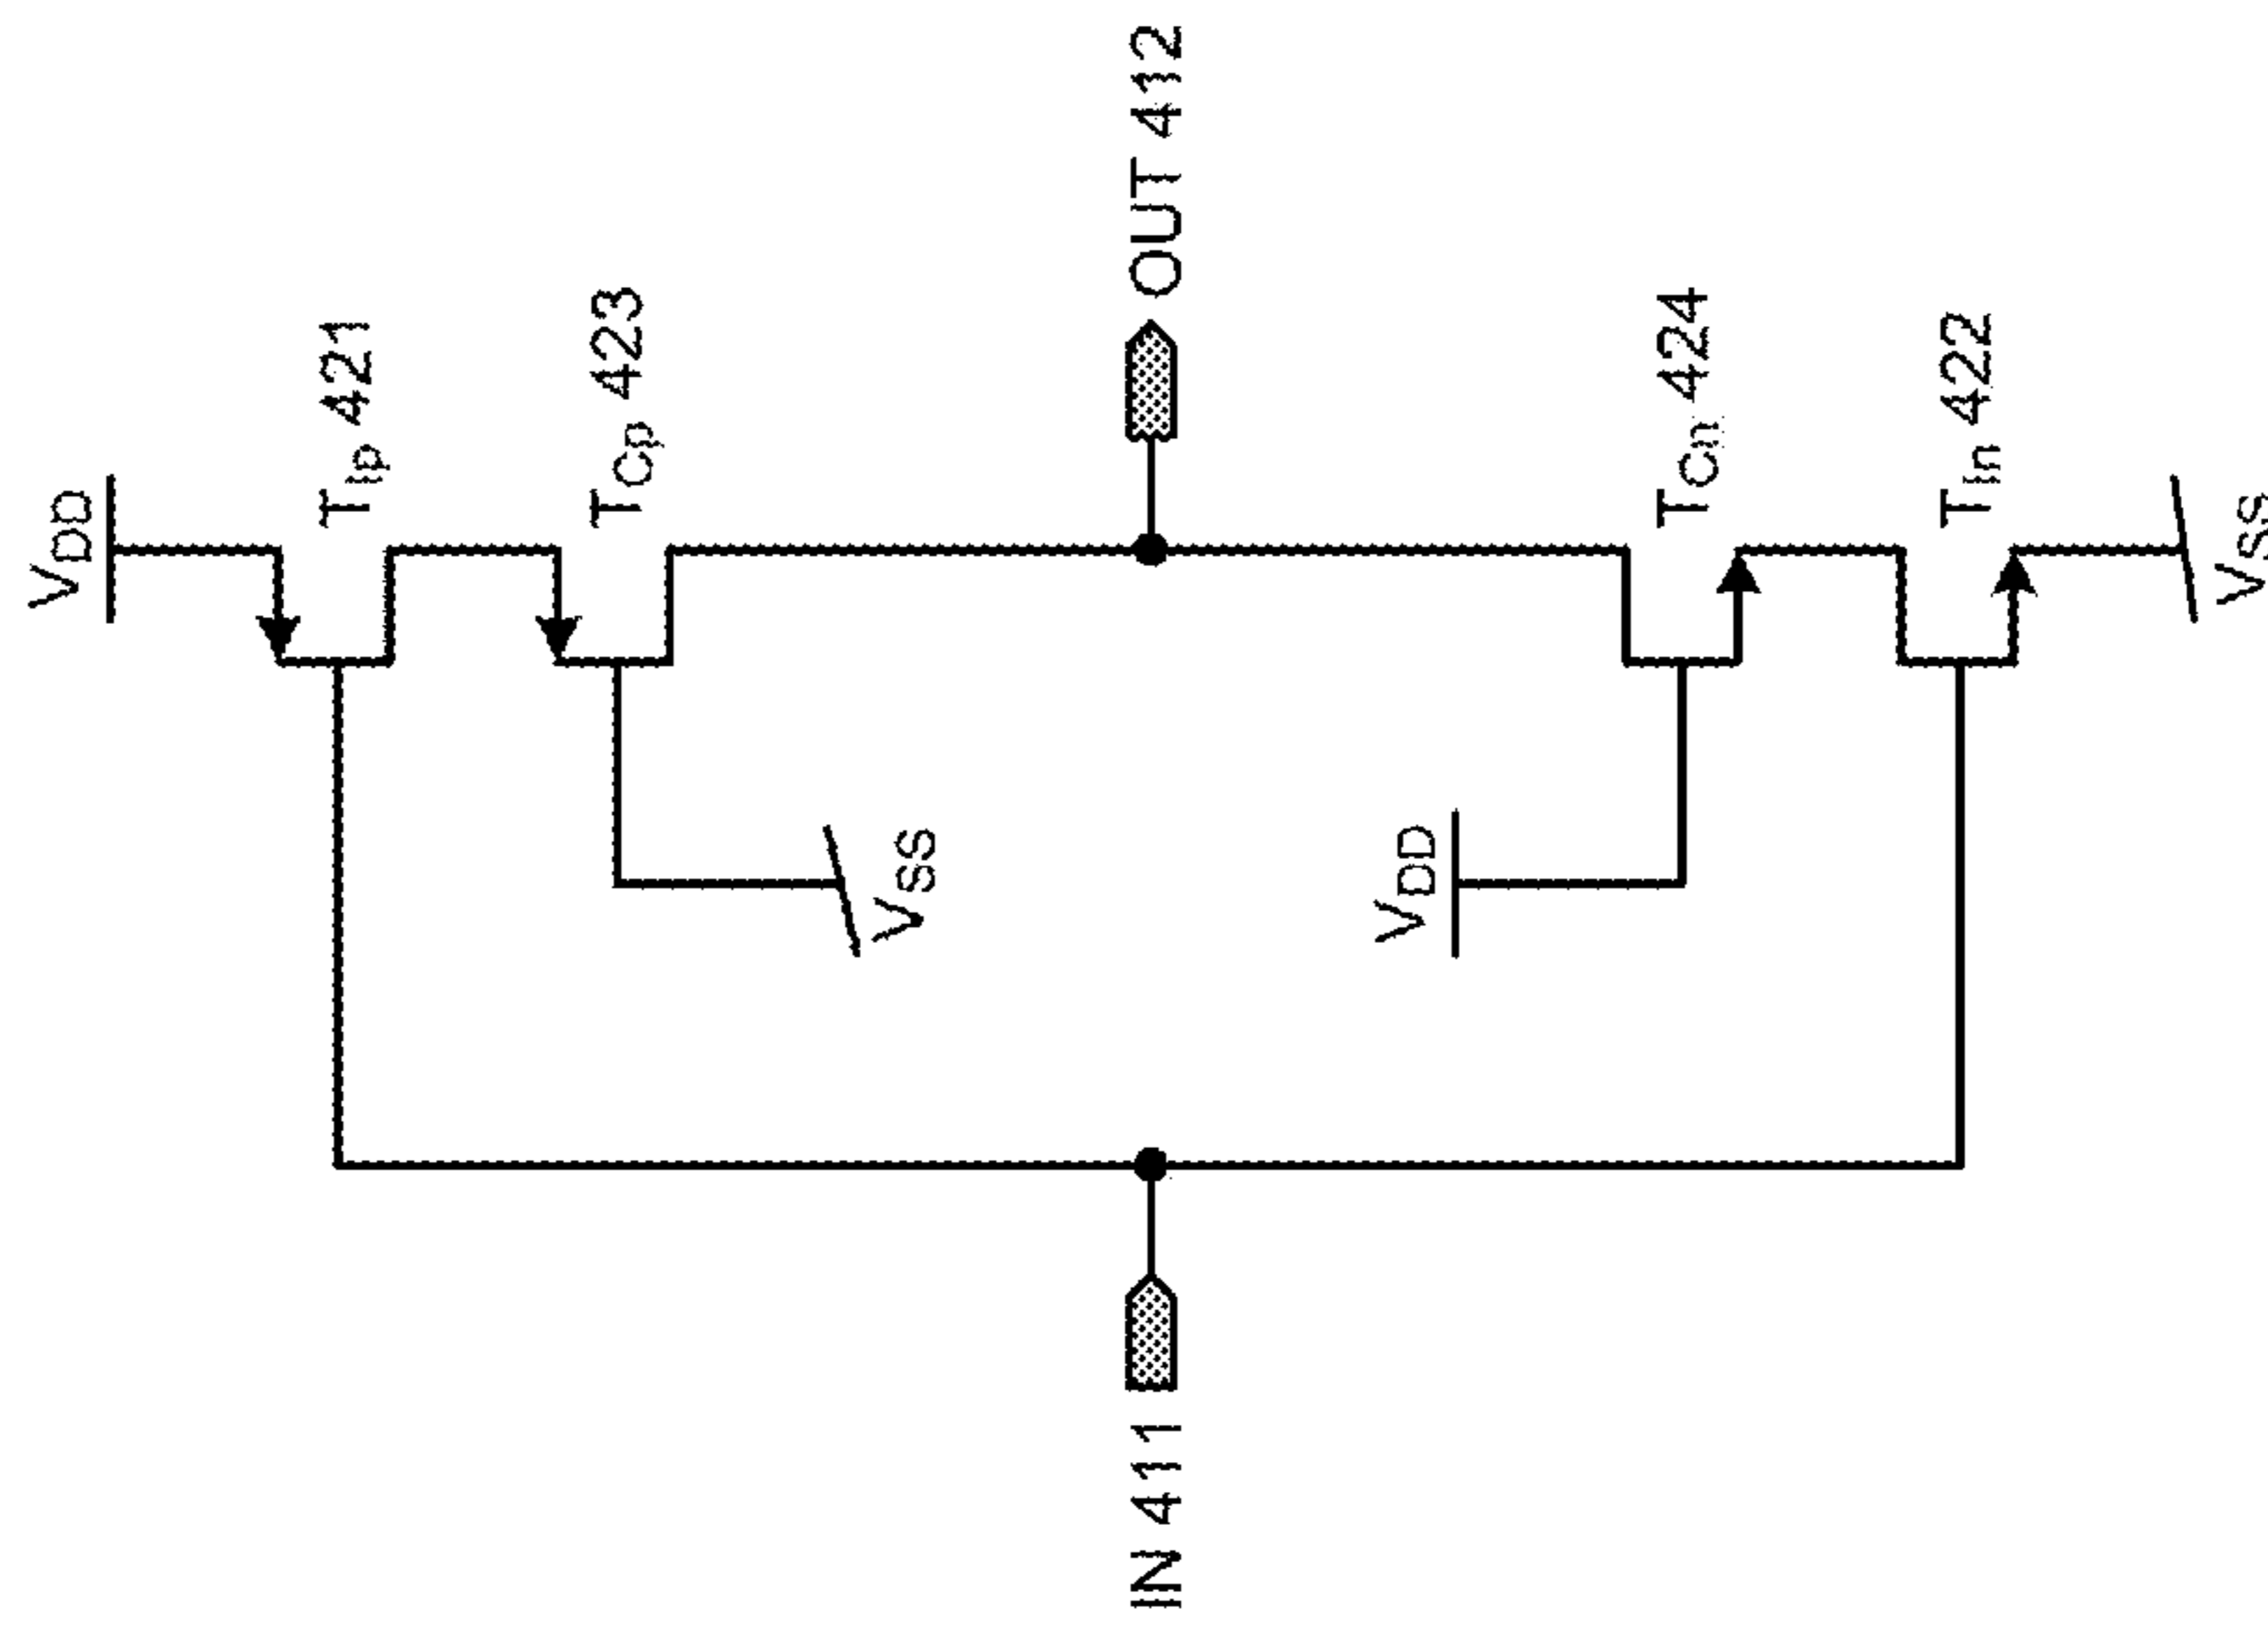 VDD
TIp 421
TCp 423
VSS
IN 411
OUT 412
VDD
TCn 424
TIn 422
VSS